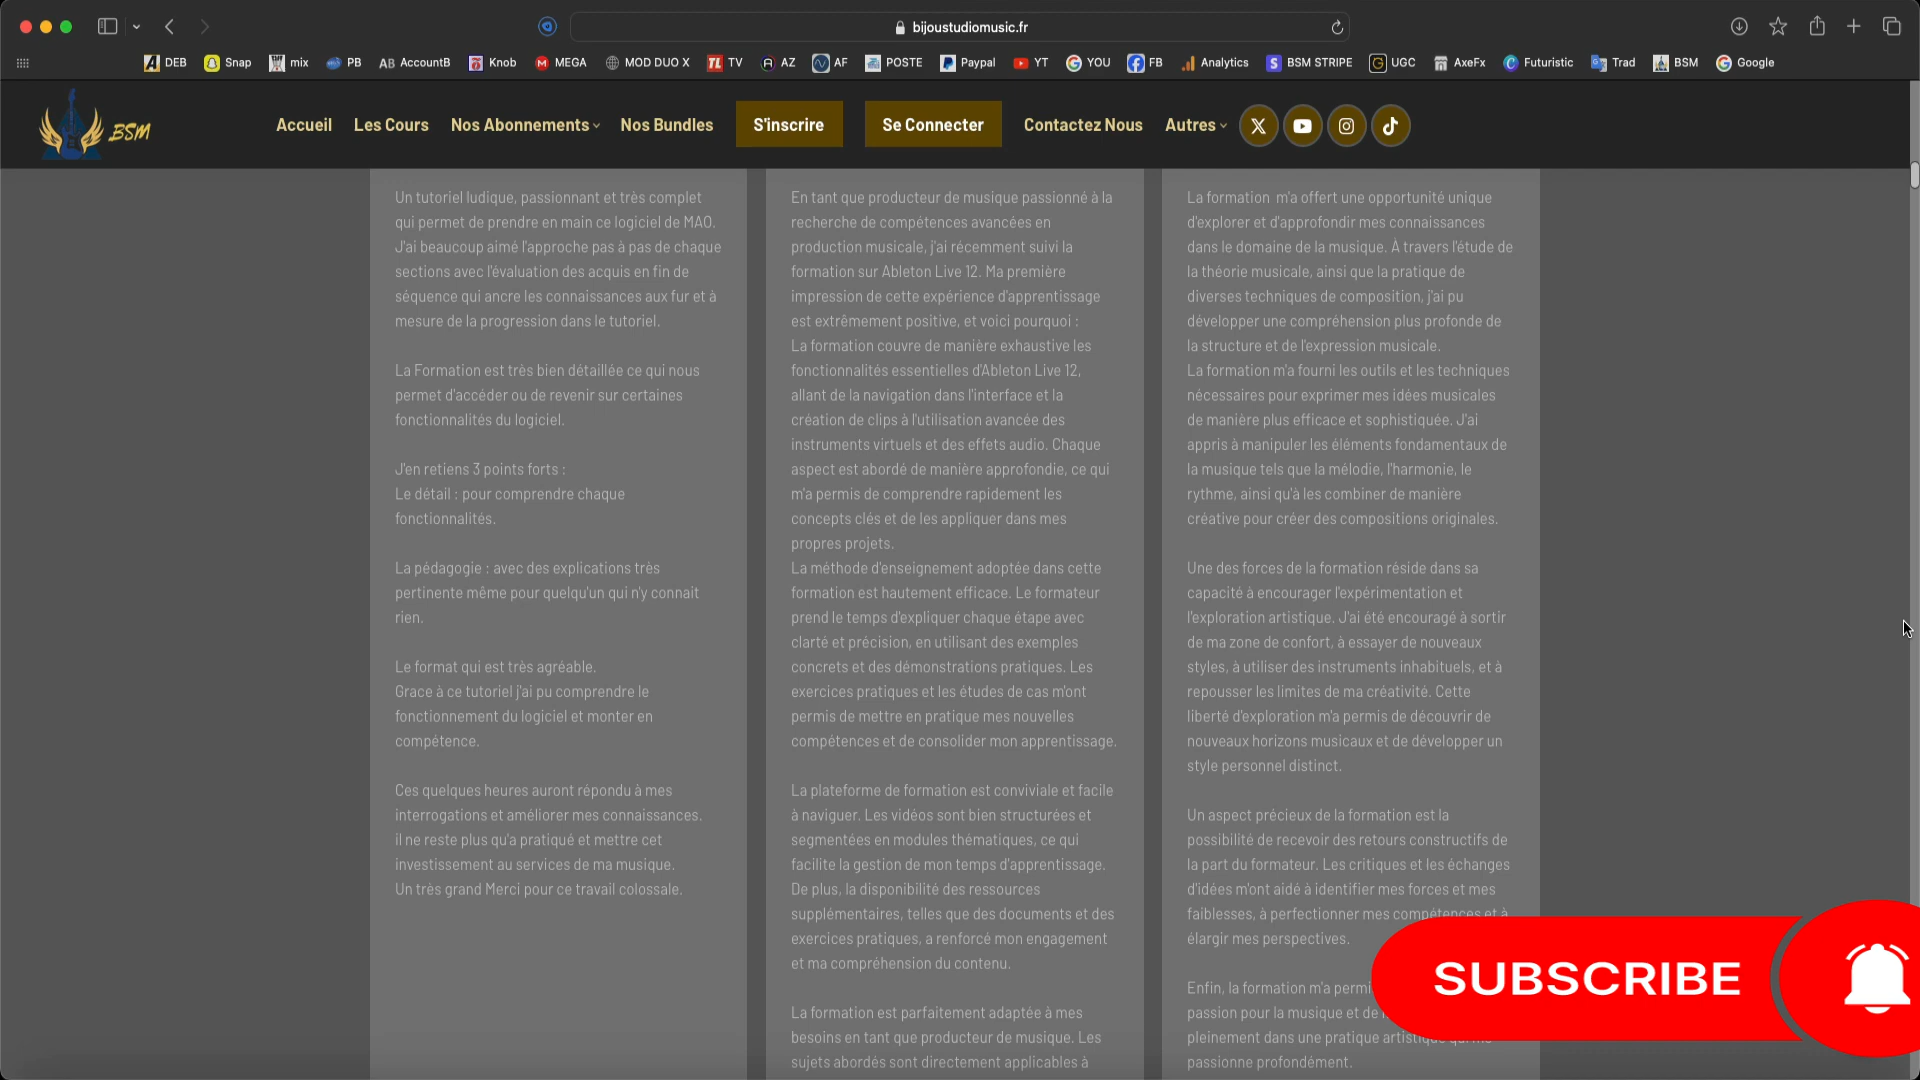 bijoustudiomusic.fr
DEB
Snap
mix
PB
AB AccountB
Knob
MEGA
MOD DUO X
TL TV
AZ
AF
POSTE
Paypal
YT
YOU
FB
Analytics
S BSM STRIPE
G UGC
AxeFx
Futuristic
Trad
BSM
Google
BSM
Accueil
Les Cours
Nos Abonnements
Nos Bundles
S'inscrire
Se Connecter
Contactez Nous
Autres
Un tutoriel ludique, passionnant et très complet
qui permet de prendre en main ce logiciel de MAO.
J'ai beaucoup aimé l'approche pas à pas de chaque
sections avec l'évaluation des acquis en fin de
séquence qui ancre les connaissances aux fur et à
mesure de la progression dans le tutoriel.
La Formation est très bien détaillée ce qui nous
permet d'accéder ou de revenir sur certaines
fonctionnalités du logiciel.
J'en retiens 3 points forts :
Le détail : pour comprendre chaque
fonctionnalités.
La pédagogie : avec des explications très
pertinente même pour quelqu'un qui n'y connait
rien.
Le format qui est très agréable.
Grace à ce tutoriel j'ai pu comprendre le
fonctionnement du logiciel et monter en
compétence.
Ces quelques heures auront répondu à mes
interrogations et améliorer mes connaissances.
il ne reste plus qu'a pratiqué et mettre cet
investissement au services de ma musique.
Un très grand Merci pour ce travail colossale.
En tant que producteur de musique passionné à la
recherche de compétences avancées en
production musicale, j'ai récemment suivi la
formation sur Ableton Live 12. Ma première
impression de cette expérience d'apprentissage
est extrêmement positive, et voici pourquoi :
La formation couvre de manière exhaustive les
fonctionnalités essentielles d'Ableton Live 12,
allant de la navigation dans l'interface et la
création de clips à l'utilisation avancée des
instruments virtuels et des effets audio. Chaque
aspect est abordé de manière approfondie, ce qui
m'a permis de comprendre rapidement les
concepts clés et de les appliquer dans mes
propres projets.
La méthode d'enseignement adoptée dans cette
formation est hautement efficace. Le formateur
prend le temps d'expliquer chaque étape avec
clarté et précision, en utilisant des exemples
concrets et des démonstrations pratiques. Les
exercices pratiques et les études de cas m'ont
permis de mettre en pratique mes nouvelles
compétences et de consolider mon apprentissage.
La plateforme de formation est conviviale et facile
à naviguer. Les vidéos sont bien structurées et
segmentées en modules thématiques, ce qui
facilite la gestion de mon temps d'apprentissage.
De plus, la disponibilité des ressources
supplémentaires, telles que des documents et des
exercices pratiques, a renforcé mon engagement
et ma compréhension du contenu.
La formation est parfaitement adaptée à mes
besoins en tant que producteur de musique. Les
sujets abordés sont directement applicables à
La formation m'a offert une opportunité unique
d'explorer et d'approfondir mes connaissances
dans le domaine de la musique. À travers l'étude de
la théorie musicale, ainsi que la pratique de
diverses techniques de composition, j'ai pu
développer une compréhension plus profonde de
la structure et de l'expression musicale.
La formation m'a fourni les outils et les techniques
nécessaires pour exprimer mes idées musicales
de manière plus efficace et sophistiquée. J'ai
appris à manipuler les éléments fondamentaux de
la musique tels que la mélodie, l'harmonie, le
rythme, ainsi qu'à les combiner de manière
créative pour créer des compositions originales.
Une des forces de la formation réside dans sa
capacité à encourager l'expérimentation et
l'exploration artistique. J'ai été encouragé à sortir
de ma zone de confort, à essayer de nouveaux
styles, à utiliser des instruments inhabituels, et à
repousser les limites de ma créativité. Cette
liberté d'exploration m'a permis de découvrir de
nouveaux horizons musicaux et de développer un
style personnel distinct.
Un aspect précieux de la formation est la
possibilité de recevoir des retours constructifs de
la part du formateur. Les critiques et les échanges
d'idées m'ont aidé à identifier mes forces et mes
faiblesses, à perfectionner mes compétences et à
élargir mes perspectives.
Enfin, la formation m'a permi
passion pour la musique et de
pleinement dans une pratique
passionne profondément.
SUBSCRIBE